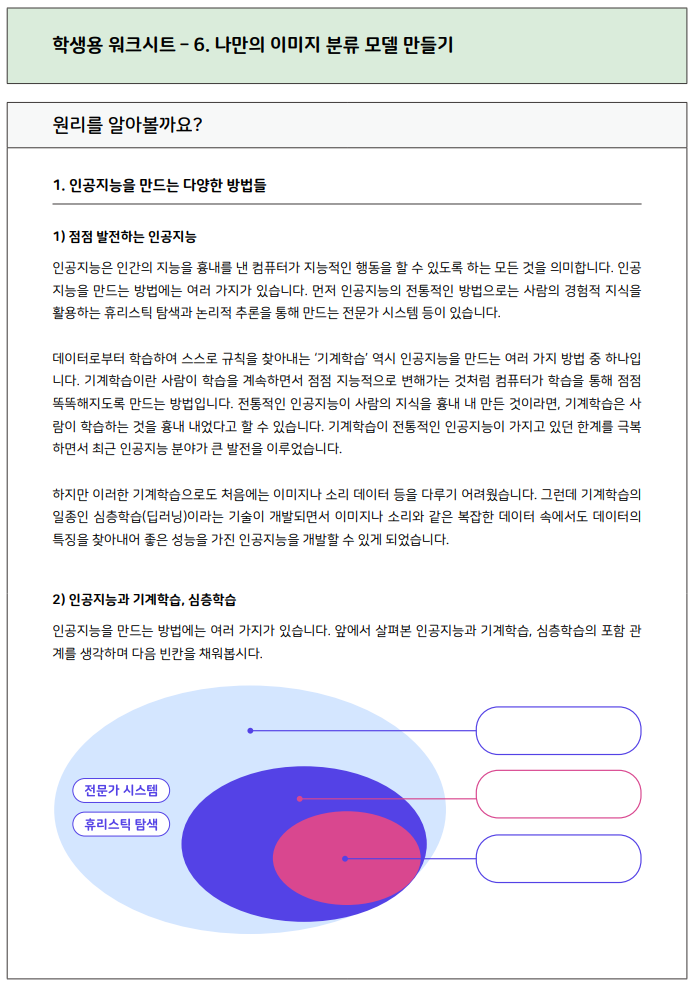 학생용 워크시트 - 6. 나만의 이미지 분류 모델 만들기
원리를 알아볼까요?
1. 인공지능을 만드는 다양한 방법들
1) 점점 발전하는 인공지능
인공지능은 인간의 지능을 흉내를 낸 컴퓨터가 지능적인 행동을 할 수 있도록 하는 모든 것을 의미합니다. 인공
지능을 만드는 방법에는 여러 가지가 있습니다. 먼저 인공지능의 전통적인 방법으로는 사람의 경험적 지식을
활용하는 휴리스틱 탐색과 논리적 추론을 통해 만드는 전문가 시스템 등이 있습니다.
데이터로부터 학습하여 스스로 규칙을 찾아내는 ‘기계학습’ 역시 인공지능을 만드는 여러 가지 방법 중 하나입
니다. 기계학습이란 사람이 학습을 계속하면서 점점 지능적으로 변해가는 것처럼 컴퓨터가 학습을 통해 점점
똑똑해지도록 만드는 방법입니다. 전통적인 인공지능이 사람의 지식을 흉내 내 만든 것이라면, 기계학습은 사
람이 학습하는 것을 흉내 내었다고 할 수 있습니다. 기계학습이 전통적인 인공지능이 가지고 있던 한계를 극복
하면서 최근 인공지능 분야가 큰 발전을 이루었습니다.
하지만 이러한 기계학습으로도 처음에는 이미지나 소리 데이터 등을 다루기 어려웠습니다. 그런데 기계학습의
일종인 심층학습(딥러닝)이라는 기술이 개발되면서 이미지나 소리와 같은 복잡한 데이터 속에서도 데이터의
특징을 찾아내어 좋은 성능을 가진 인공지능을 개발할 수 있게 되었습니다.
2) 인공지능과 기계학습, 심층학습
인공지능을 만드는 방법에는 여러 가지가 있습니다. 앞에서 살펴본 인공지능과 기계학습, 심층학습의 포함 관
계를 생각하며 다음 빈칸을 채워봅시다.
전문가 시스템
휴리스틱 탐색